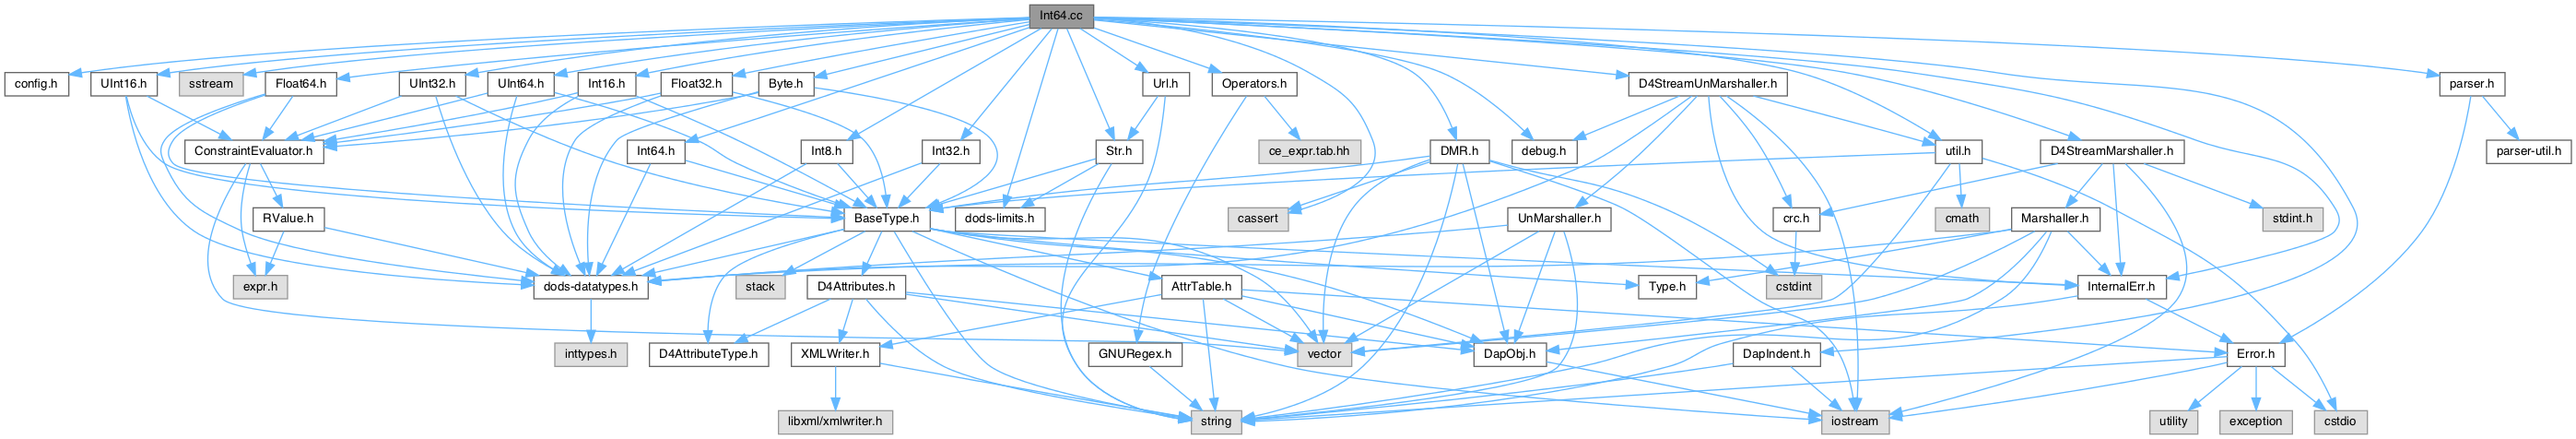 Int64.cc
config.h
UInt16.h
sstream
Float64.h
UInt32.h
UInt64.h
Int16.h
Float32.h
Byte.h
Url.h
Operators.h
D4StreamUnMarshaller.h
parser.h
ConstraintEvaluator.h
Int64.h
Int8.h
Int32.h
Str.h
ce_expr.tab.hh
DMR.h
debug.h
util.h
D4StreamMarshaller.h
parser-util.h
RValue.h
BaseType.h
dods-limits.h
cassert
UnMarshaller.h
crc.h
cmath
Marshaller.h
stdint.h
expr.h
dods-datatypes.h
stack
D4Attributes.h
Type.h
AttrTable.h
cstdint
InternalErr.h
inttypes.h
D4AttributeType.h
XMLWriter.h
GNURegex.h
vector
DapObj.h
DapIndent.h
Error.h
libxml/xmlwriter.h
string
iostream
utility
exception
cstdio